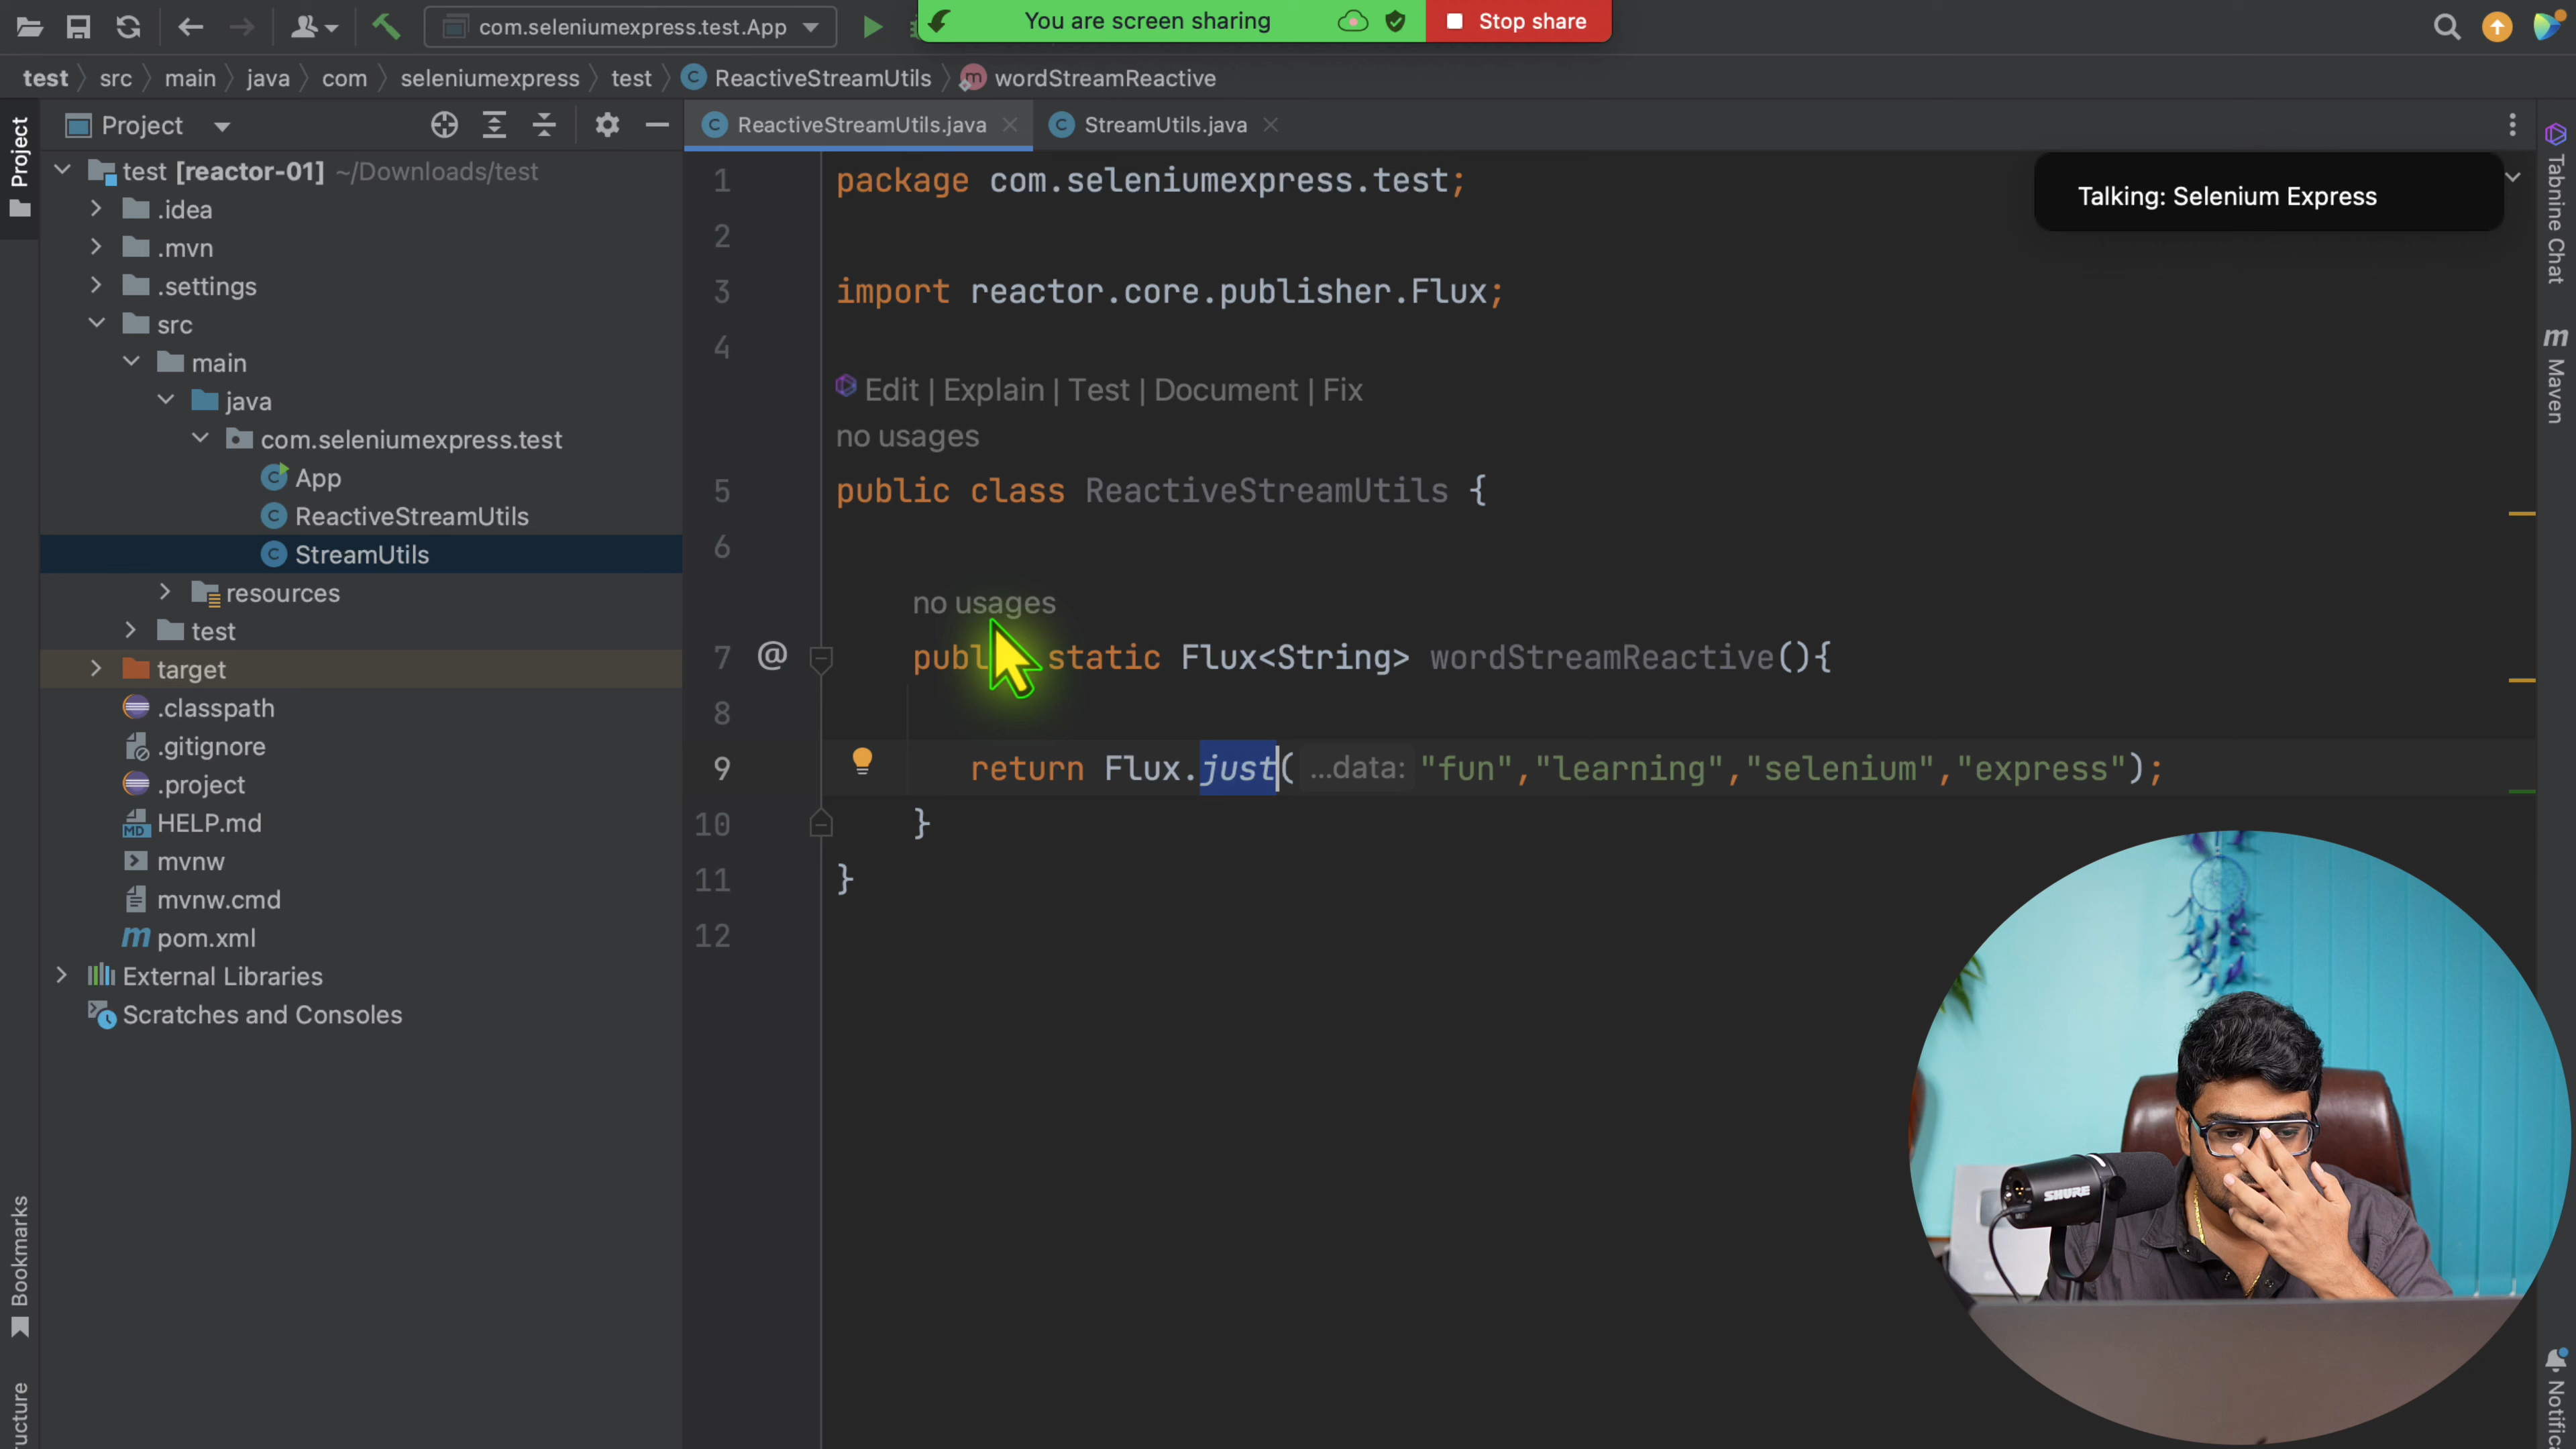 com.seleniumexpress.test.App
You are screen sharing
Stop share
test src main java com seleniumexpress test ReactiveStreamUtils wordStreamReactive
Project
ReactiveStreamUtils.java
StreamUtils.java
Project
test [reactor-01] ~/Downloads/test
.idea
.mvn
.settings
src
main
java
com.seleniumexpress.test
App
ReactiveStreamUtils
StreamUtils
resources
test
target
.classpath
.gitignore
.project
HELP.md
mvnw
mvnw.cmd
pom.xml
External Libraries
Scratches and Consoles
Bookmarks
ucture
1 package com.seleniumexpress.test;
2
3 import reactor.core.publisher.Flux;
4
Edit | Explain | Test | Document | Fix
no usages
5 public class ReactiveStreamUtils {
6
no usages
7 @ publ static Flux<String> wordStreamReactive(){
8
9 return Flux.just( ...data: "fun","learning","selenium","express");
10 }
11 }
12
Talking: Selenium Express
Tabnine Chat
m Maven
Notific
SHURE